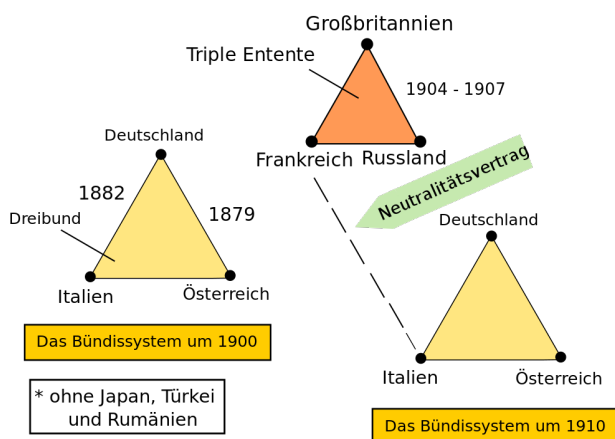 Großbritannien
Triple Entente
1904 - 1907
Frankreich
Russland
Deutschland
1882
1879
Dreibund
Italien
Österreich
Das Bündissystem um 1900
* ohne Japan, Türkei
und Rumänien
Neutralitätsvertrag
Deutschland
Italien
Österreich
Das Bündissystem um 1910